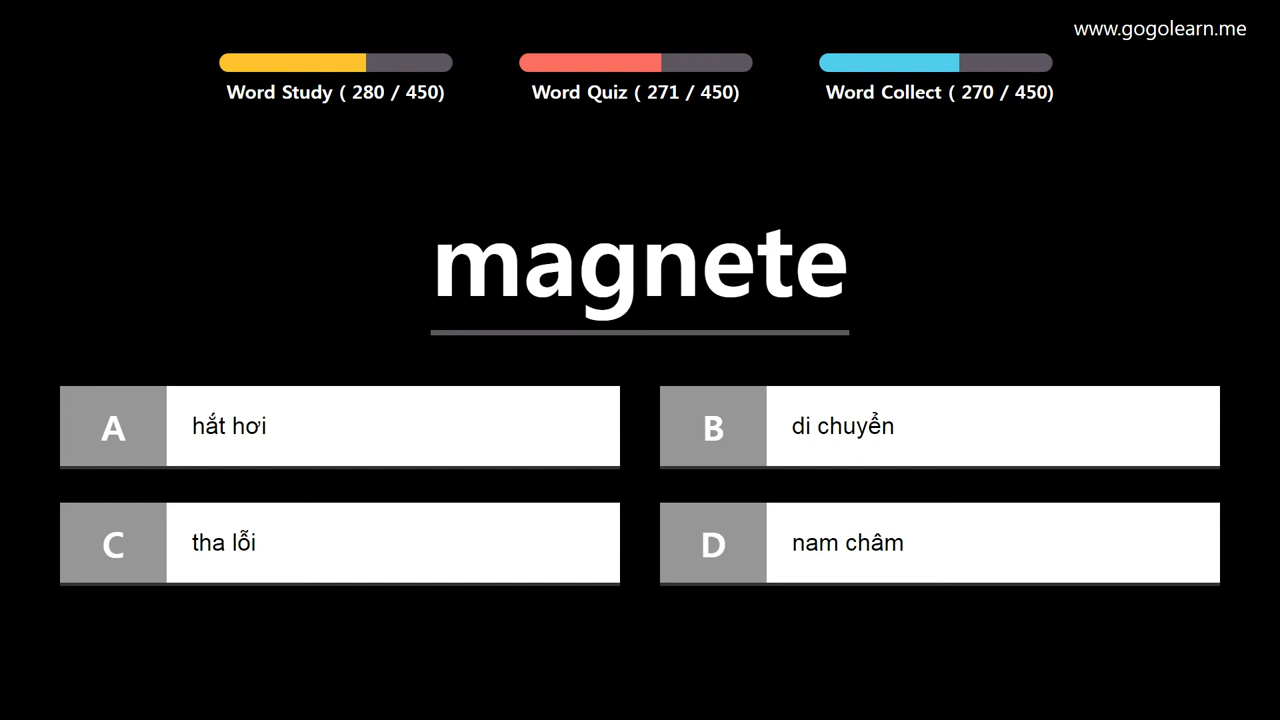 www.gogolearn.me
Word Study ( 280 / 450)
Word Quiz ( 271 / 450)
Word Collect ( 270 / 450)
magnete
A hắt hơi
B di chuyển
C tha lỗi
D nam châm